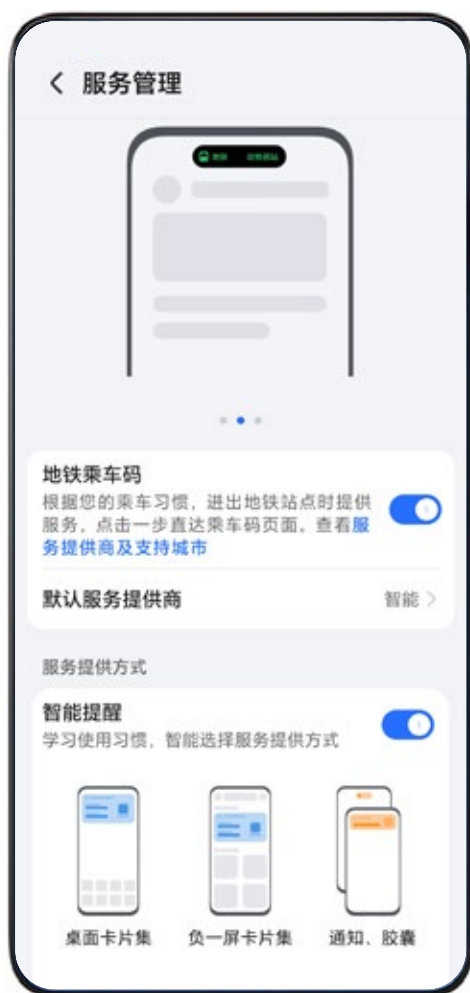 服务管理
地铁乘车码
根据您的乘车习惯，进出地铁站点时提供
服务，点击一步直达乘车码页面。查看服
务提供商及支持城市
默认服务提供商 智能
服务提供方式
智能提醒
学习使用习惯，智能选择服务提供方式
桌面卡片集 负一屏卡片集 通知、胶囊